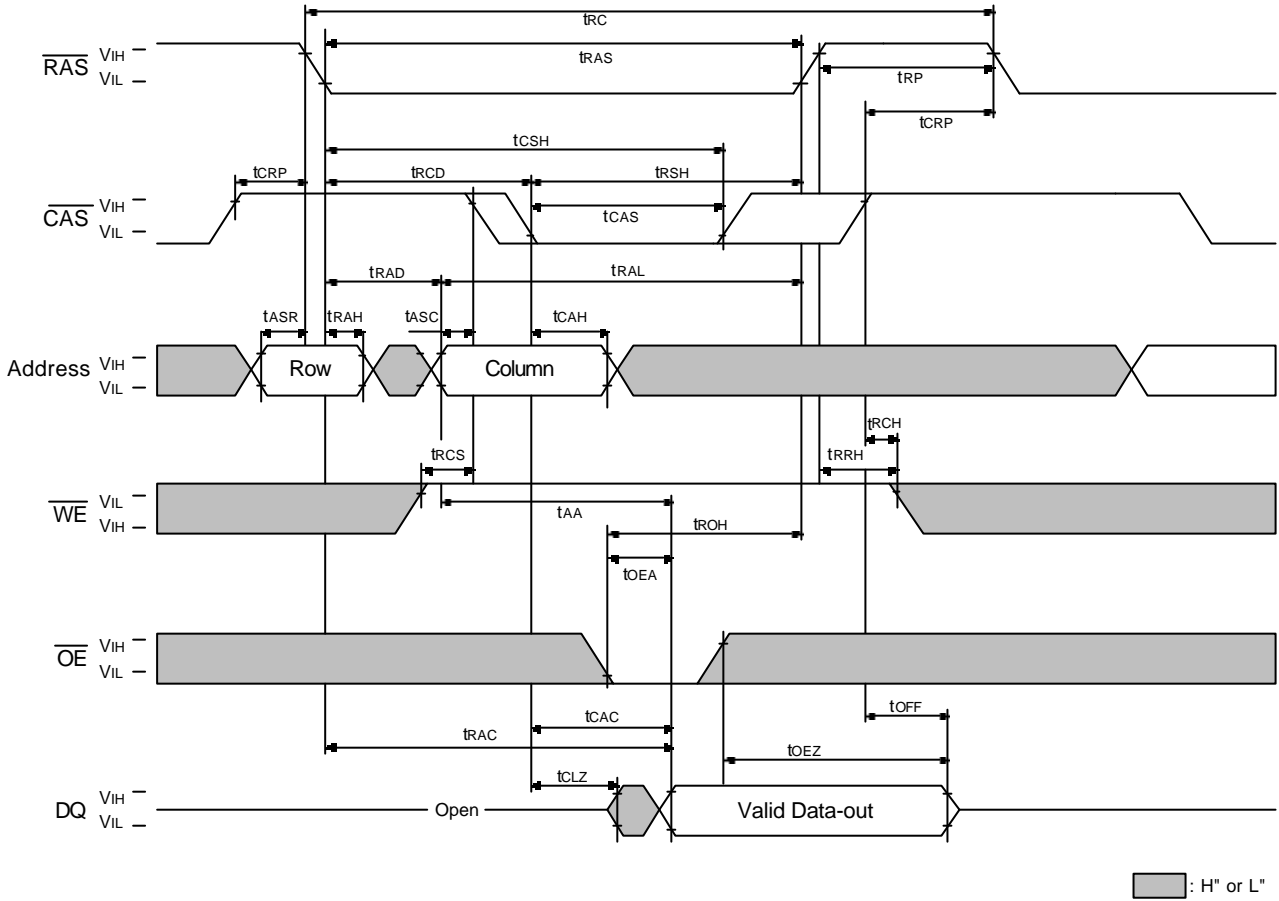 tRC
RAS VIH VIL
tRAS
tRP
tCRP
tCSH
tCRP tRCD tRSH
CAS VIH VIL
tCAS
tRAD tRAL
tASR tRAH tASC tCAH
Address VIH VIL
Row Column
tRCH
tRCS tRRH
WE VIL VIH
tAA
tROH
tOEA
OE VIH VIL
tCAC tOFF
tRAC
tOEZ
tCLZ
DQ VIH VIL
Open Valid Data-out
: H" or L"